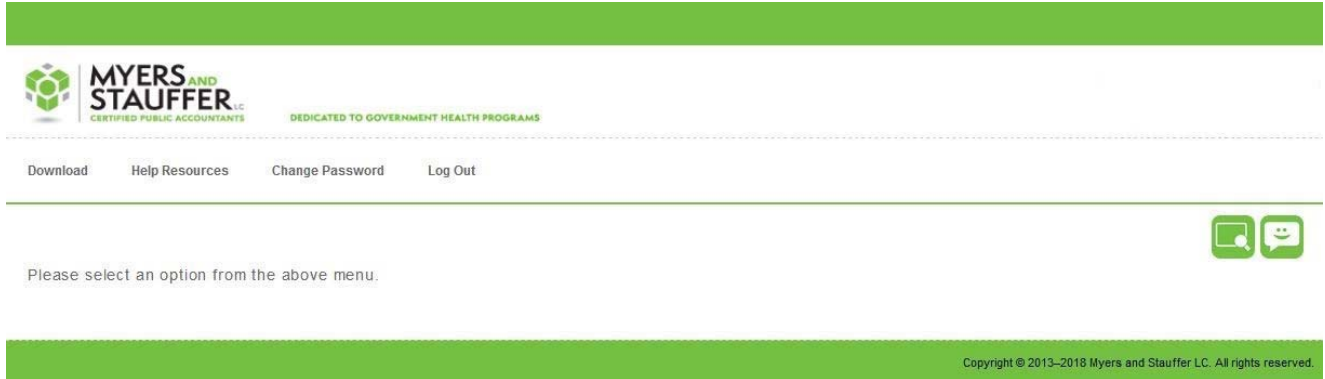 MYERS AND
STAUFFER LC
CERTIFIED PUBLIC ACCOUNTANTS
DEDICATED TO GOVERNMENT HEALTH PROGRAMS
Download Help Resources Change Password Log Out
Please select an option from the above menu.
Copyright © 2013–2018 Myers and Stauffer LC. All rights reserved.